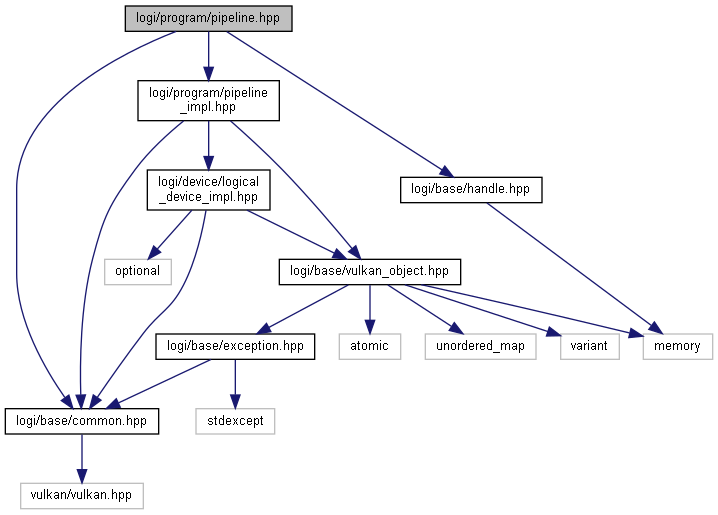 logi/program/pipeline.hpp
logi/program/pipeline
_impl.hpp
logi/device/logical
_device_impl.hpp
logi/base/handle.hpp
optional
logi/base/vulkan_object.hpp
logi/base/exception.hpp
atomic
unordered_map
variant
memory
logi/base/common.hpp
stdexcept
vulkan/vulkan.hpp